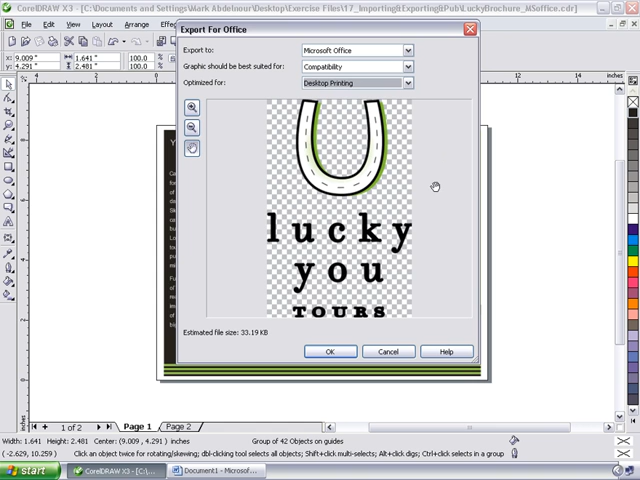 CorelDRAW X3 - [C:\Documents and Settings\Mark Abdelnour\Desktop\Exercise Files\17_Importing&Exporting&Pub\LuckyBrochure_MSoffice.cdr]
File Edit View Layout Arrange
Export For Office
Export to: Microsoft Office
Graphic should be best suited for: Compatibility
Optimized for: Desktop Printing
x: 9.009 " 1.641 " 100.0
y: 4.291 " 2.481 " 100.0
lucky
you
TOURS
Estimated file size: 33.19 KB
OK Cancel Help
1 of 2 Page 1 Page 2
inches
Width: 1.641 Height: 2.481 Center: (9.009 , 4.291 ) inches Group of 42 Objects on guides
( -2.639, 10.259 ) Click an object twice for rotating/skewing; dbl-clicking tool selects all objects; Shift+click multi-selects; Alt+click digs; Ctrl+click selects in a group
start CorelDRAW X3 - [C:\... Document1 - Microsof...